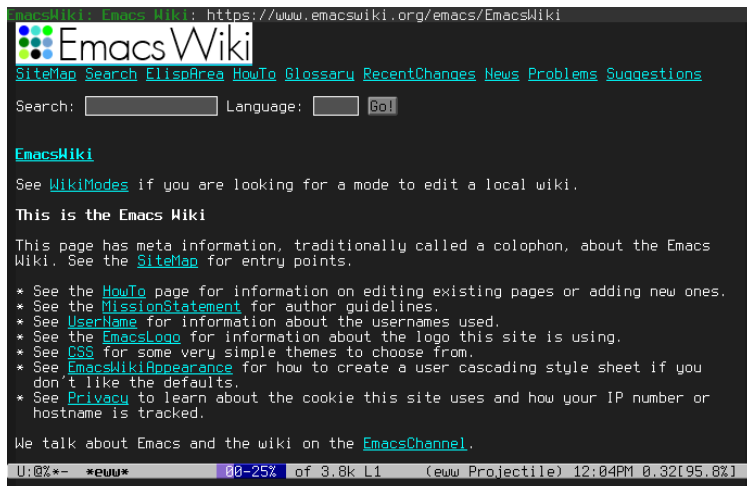 EmacsWiki: Emacs Wiki: https://www.emacswiki.org/emacs/EmacsWiki
EmacsWiki
SiteMap Search ElispArea HowTo Glossary RecentChanges News Problems Suggestions
Search: Language: Go!
EmacsWiki
See WikiModes if you are looking for a mode to edit a local wiki.
This is the Emacs Wiki
This page has meta information, traditionally called a colophon, about the Emacs
Wiki. See the SiteMap for entry points.
* See the HowTo page for information on editing existing pages or adding new ones.
* See the MissionStatement for author guidelines.
* See UserName for information about the usernames used.
* See the EmacsLogo for information about the logo this site is using.
* See CSS for some very simple themes to choose from.
* See EmacsWikiAppearance for how to create a user cascading style sheet if you
don't like the defaults.
* See Privacy to learn about the cookie this site uses and how your IP number or
hostname is tracked.
We talk about Emacs and the wiki on the EmacsChannel.
U:@%*- *eww* 00-25% of 3.8k L1 (eww Projectile) 12:04PM 0.32[95.8%]